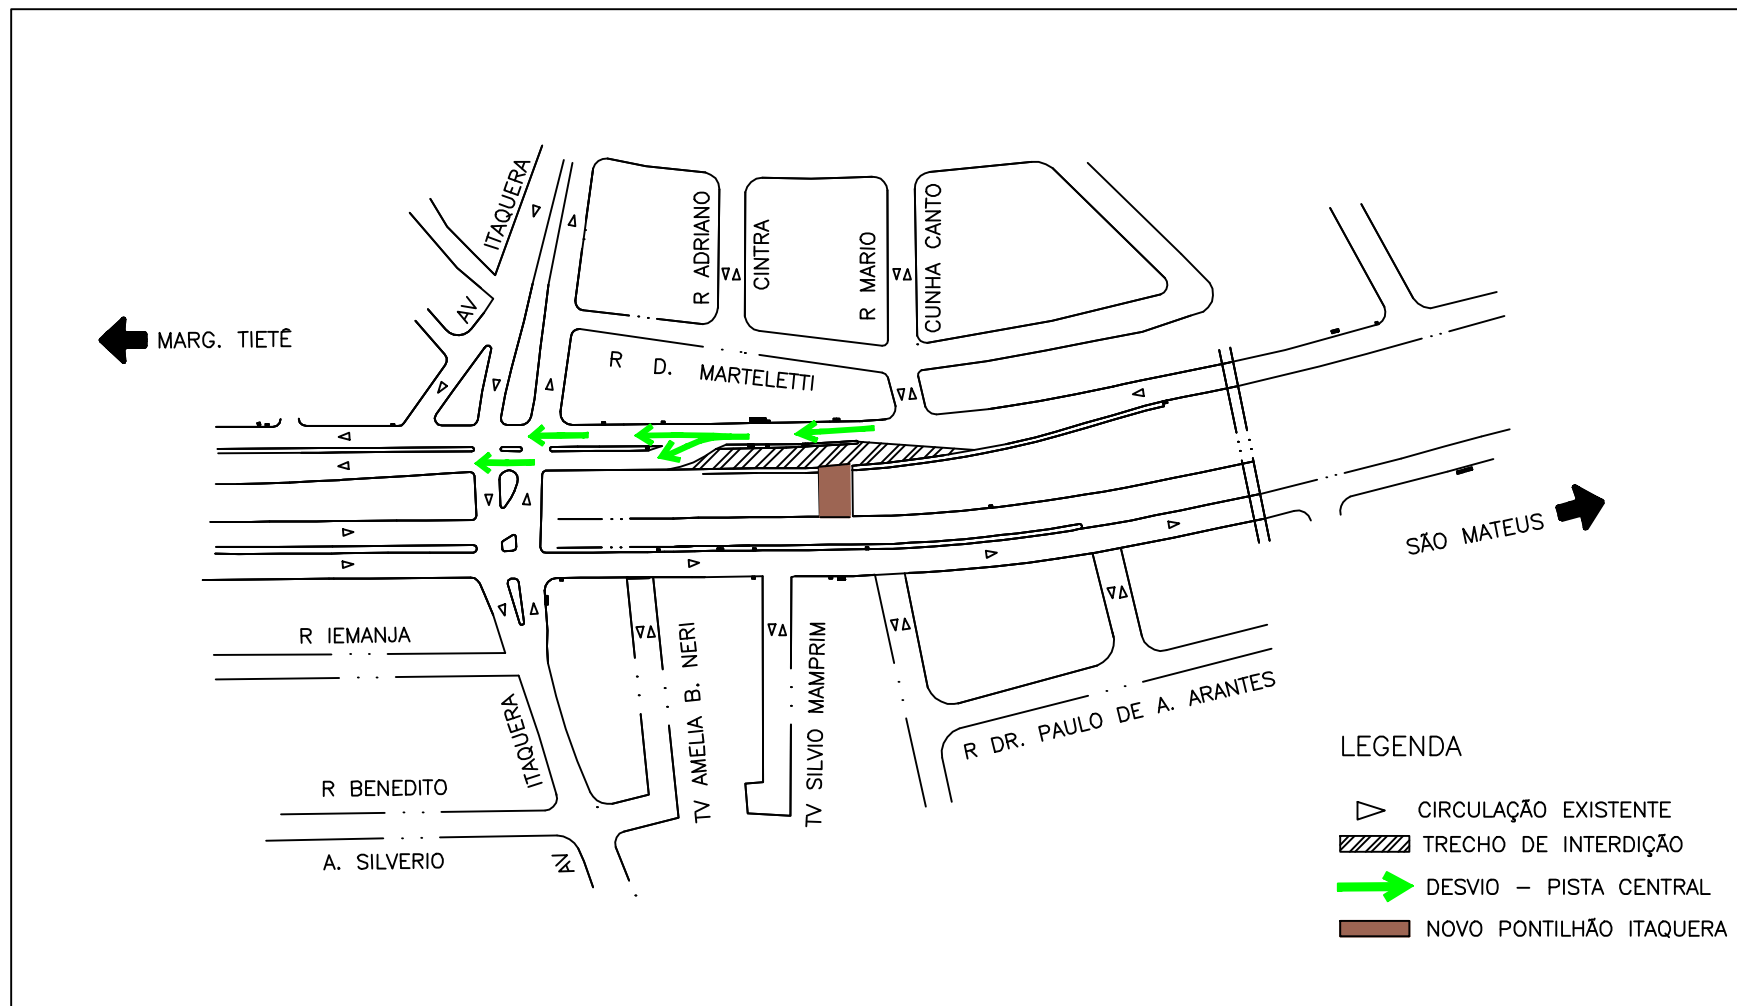 ITAQUERA
AV
R ADRIANO
CINTRA
R MARIO
CUNHA CANTO
MARG. TIETÊ
R D. MARTELETTI
SÃO MATEUS
R IEMANJA
ITAQUERA
AV
TV AMELIA B. NERI
TV SILVIO MAMPRIM
R DR. PAULO DE A. ARANTES
R BENEDITO
A. SILVERIO
LEGENDA
CIRCULAÇÃO EXISTENTE
TRECHO DE INTERDIÇÃO
DESVIO - PISTA CENTRAL
NOVO PONTILHÃO ITAQUERA